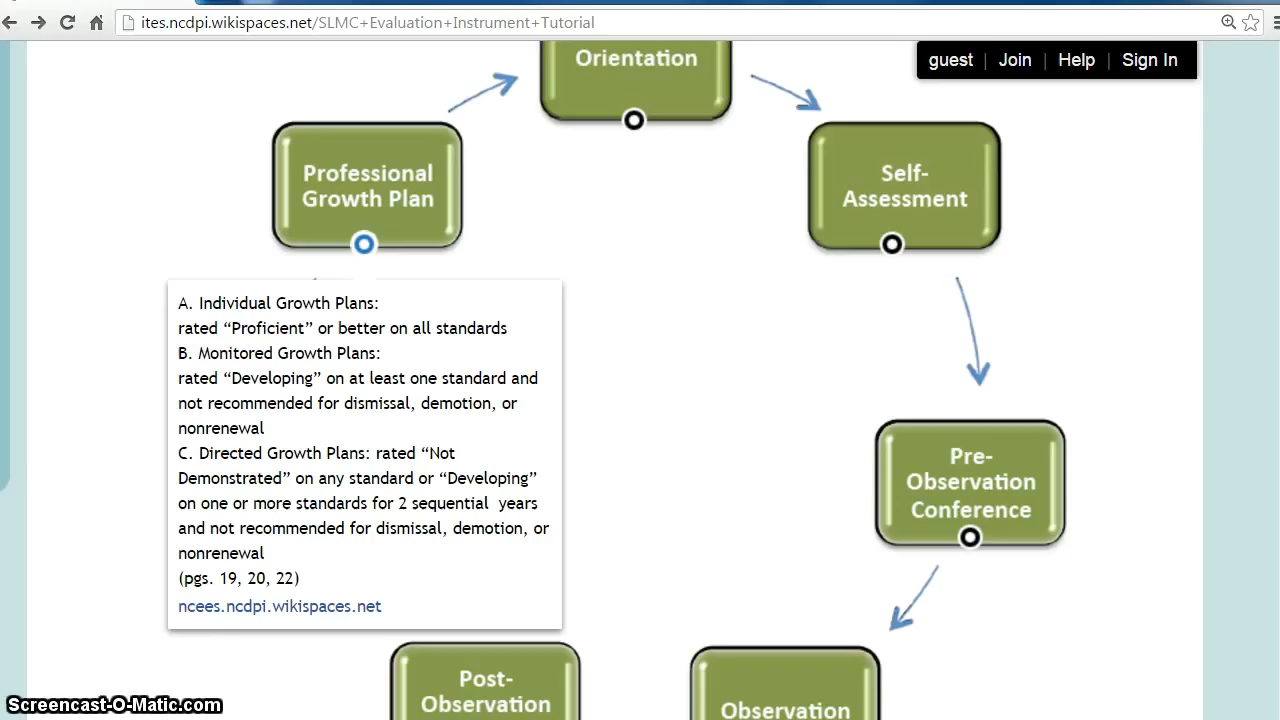 ites.ncdpi.wikispaces.net/SLMC+Evaluation+Instrument+Tutorial
guest | Join | Help | Sign In
Orientation
Professional
Growth Plan
Self-
Assessment
A. Individual Growth Plans:
rated “Proficient” or better on all standards
B. Monitored Growth Plans:
rated “Developing” on at least one standard and
not recommended for dismissal, demotion, or
nonrenewal
C. Directed Growth Plans: rated “Not
Demonstrated” on any standard or “Developing”
on one or more standards for 2 sequential  years
and not recommended for dismissal, demotion, or
nonrenewal
(pgs. 19, 20, 22)
ncees.ncdpi.wikispaces.net
Pre-
Observation
Conference
Post-
Observation
Observation
Screencast-O-Matic.com